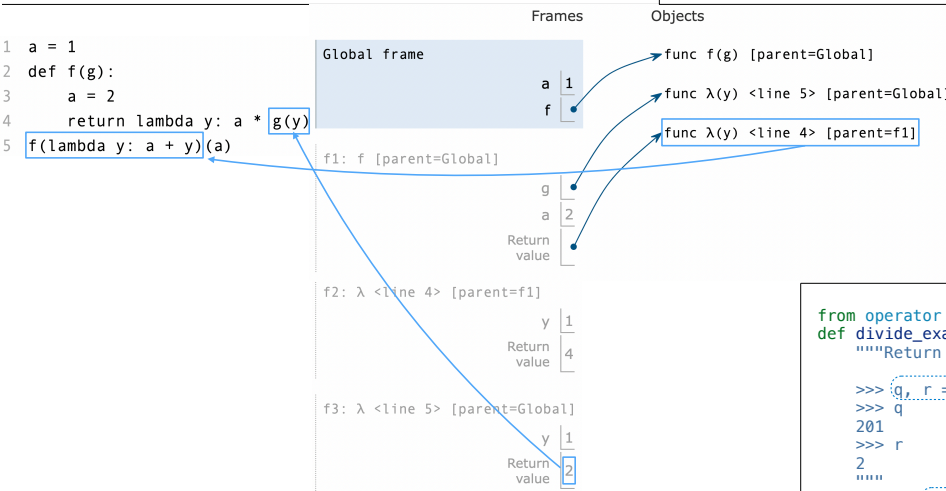 Frames Objects
1 a = 1
2 def f(g):
3 a = 2
4 return lambda y: a * g(y)
5 f(lambda y: a + y)(a)
Global frame
a 1
f
func f(g) [parent=Global]
func λ(y) <line 5> [parent=Global]
func λ(y) <line 4> [parent=f1]
f1: f [parent=Global]
g
a 2
Return
value
f2: λ <line 4> [parent=f1]
y 1
Return
value 4
f3: λ <line 5> [parent=Global]
y 1
Return
value 2
from operator
def divide_exa
"""Return
>>> q, r =
>>> q
201
>>> r
2
"""